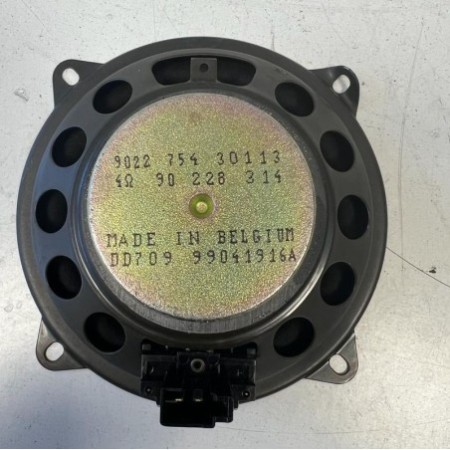 9022 754 30113
4Ω 90 228 314
MADE IN BELGIUM
DD709 99041916A